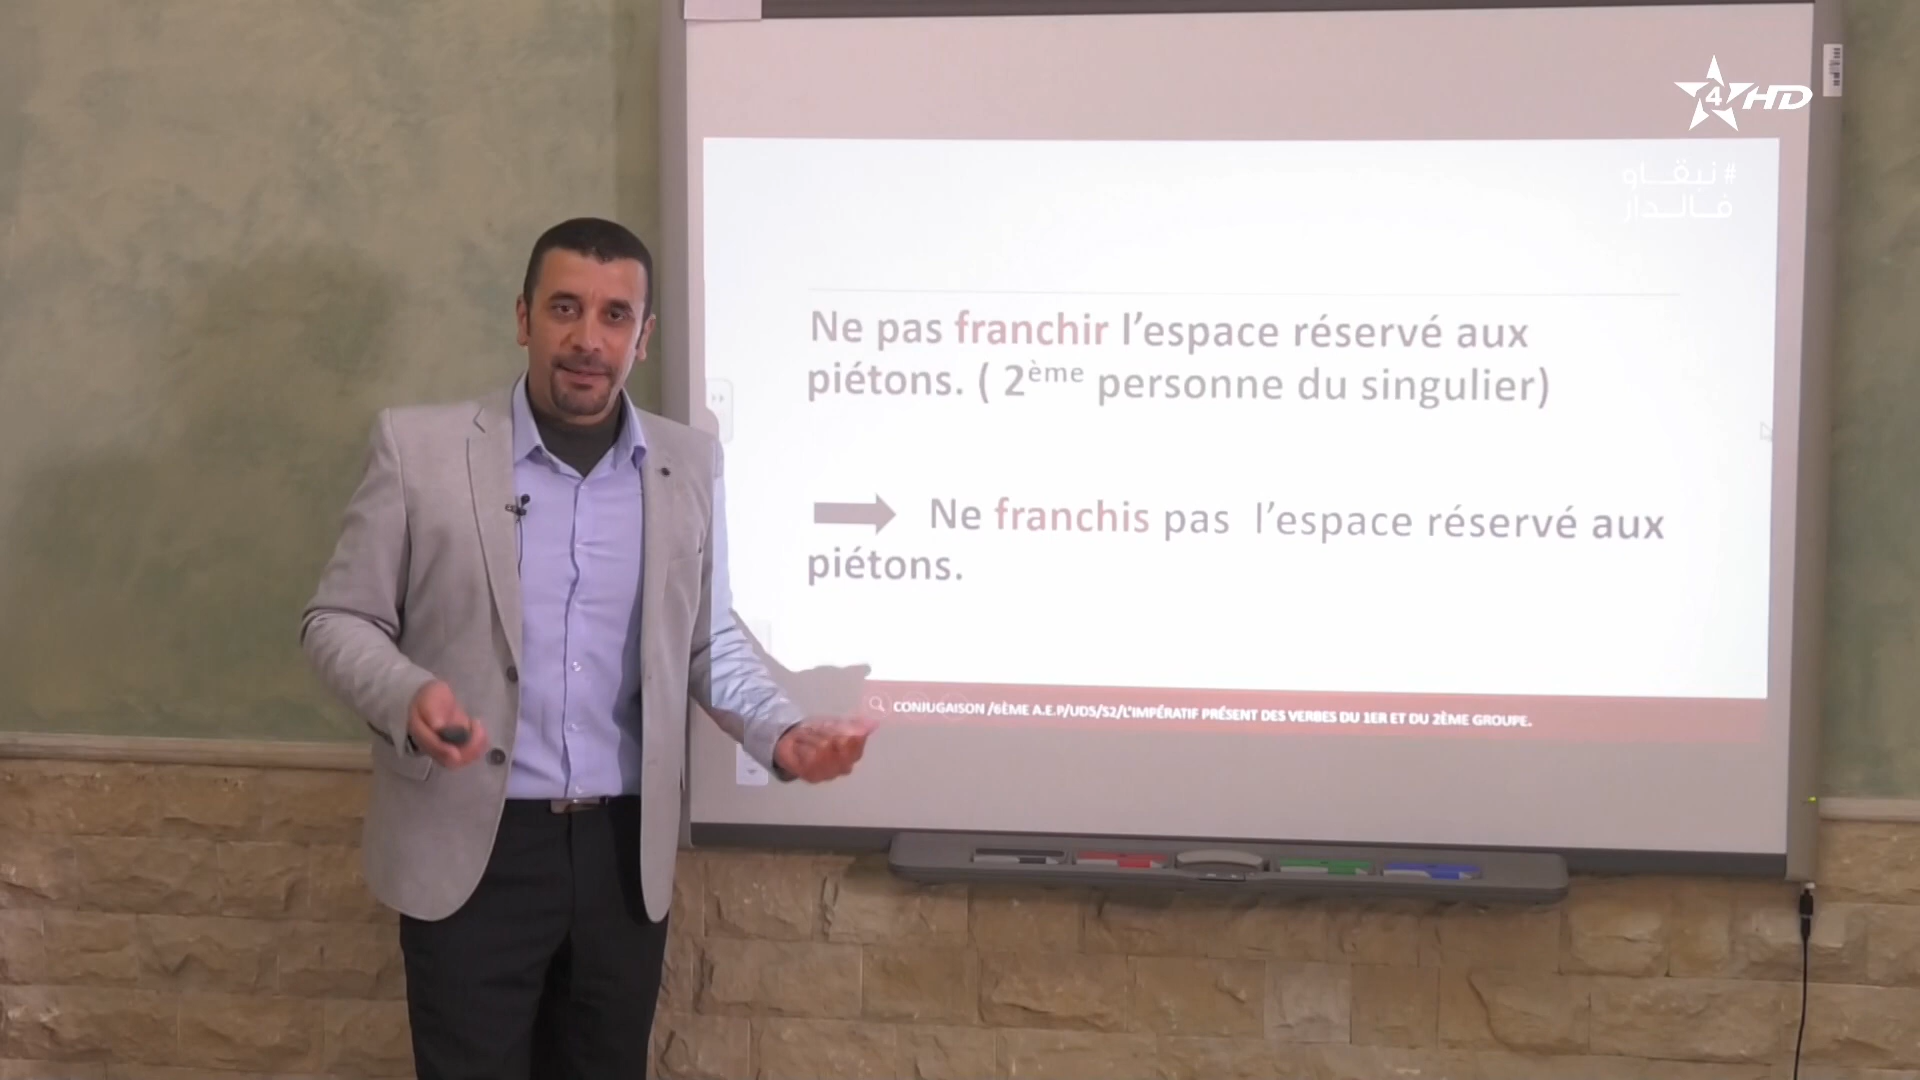 4 HD
# نبقاو
فالدار
Ne pas franchir l’espace réservé aux
piétons. ( 2ème personne du singulier)
Ne franchis pas l’espace réservé aux
piétons.
CONJUGAISON /6ÈME A.E.P/UD5/S2/L’IMPÉRATIF PRÉSENT DES VERBES DU 1ER ET DU 2ÈME GROUPE.